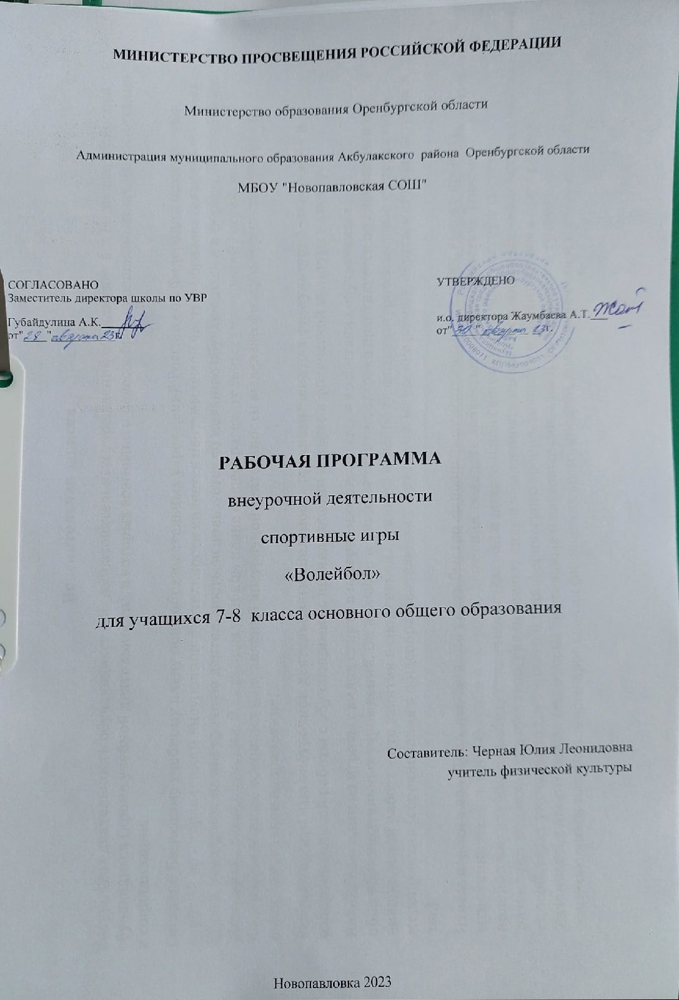 МИНИСТЕРСТВО ПРОСВЕЩЕНИЯ РОССИЙСКОЙ ФЕДЕРАЦИИ
Министерство образования Оренбургской области
Администрация муниципального образования Акбулакского района Оренбургской области
МБОУ "Новопавловская СОШ"
СОГЛАСОВАНО
Заместитель директора школы по УВР
Губайдулина А.К.
от"28 "августа 23г.
УТВЕРЖДЕНО
и.о. директора Жаумбаева А.Т.
от" 30 " августа 23г.
РАБОЧАЯ ПРОГРАММА
внеурочной деятельности
спортивные игры
«Волейбол»
для учащихся 7-8 класса основного общего образования
Составитель: Черная Юлия Леонидовна
учитель физической культуры
Новопавловка 2023